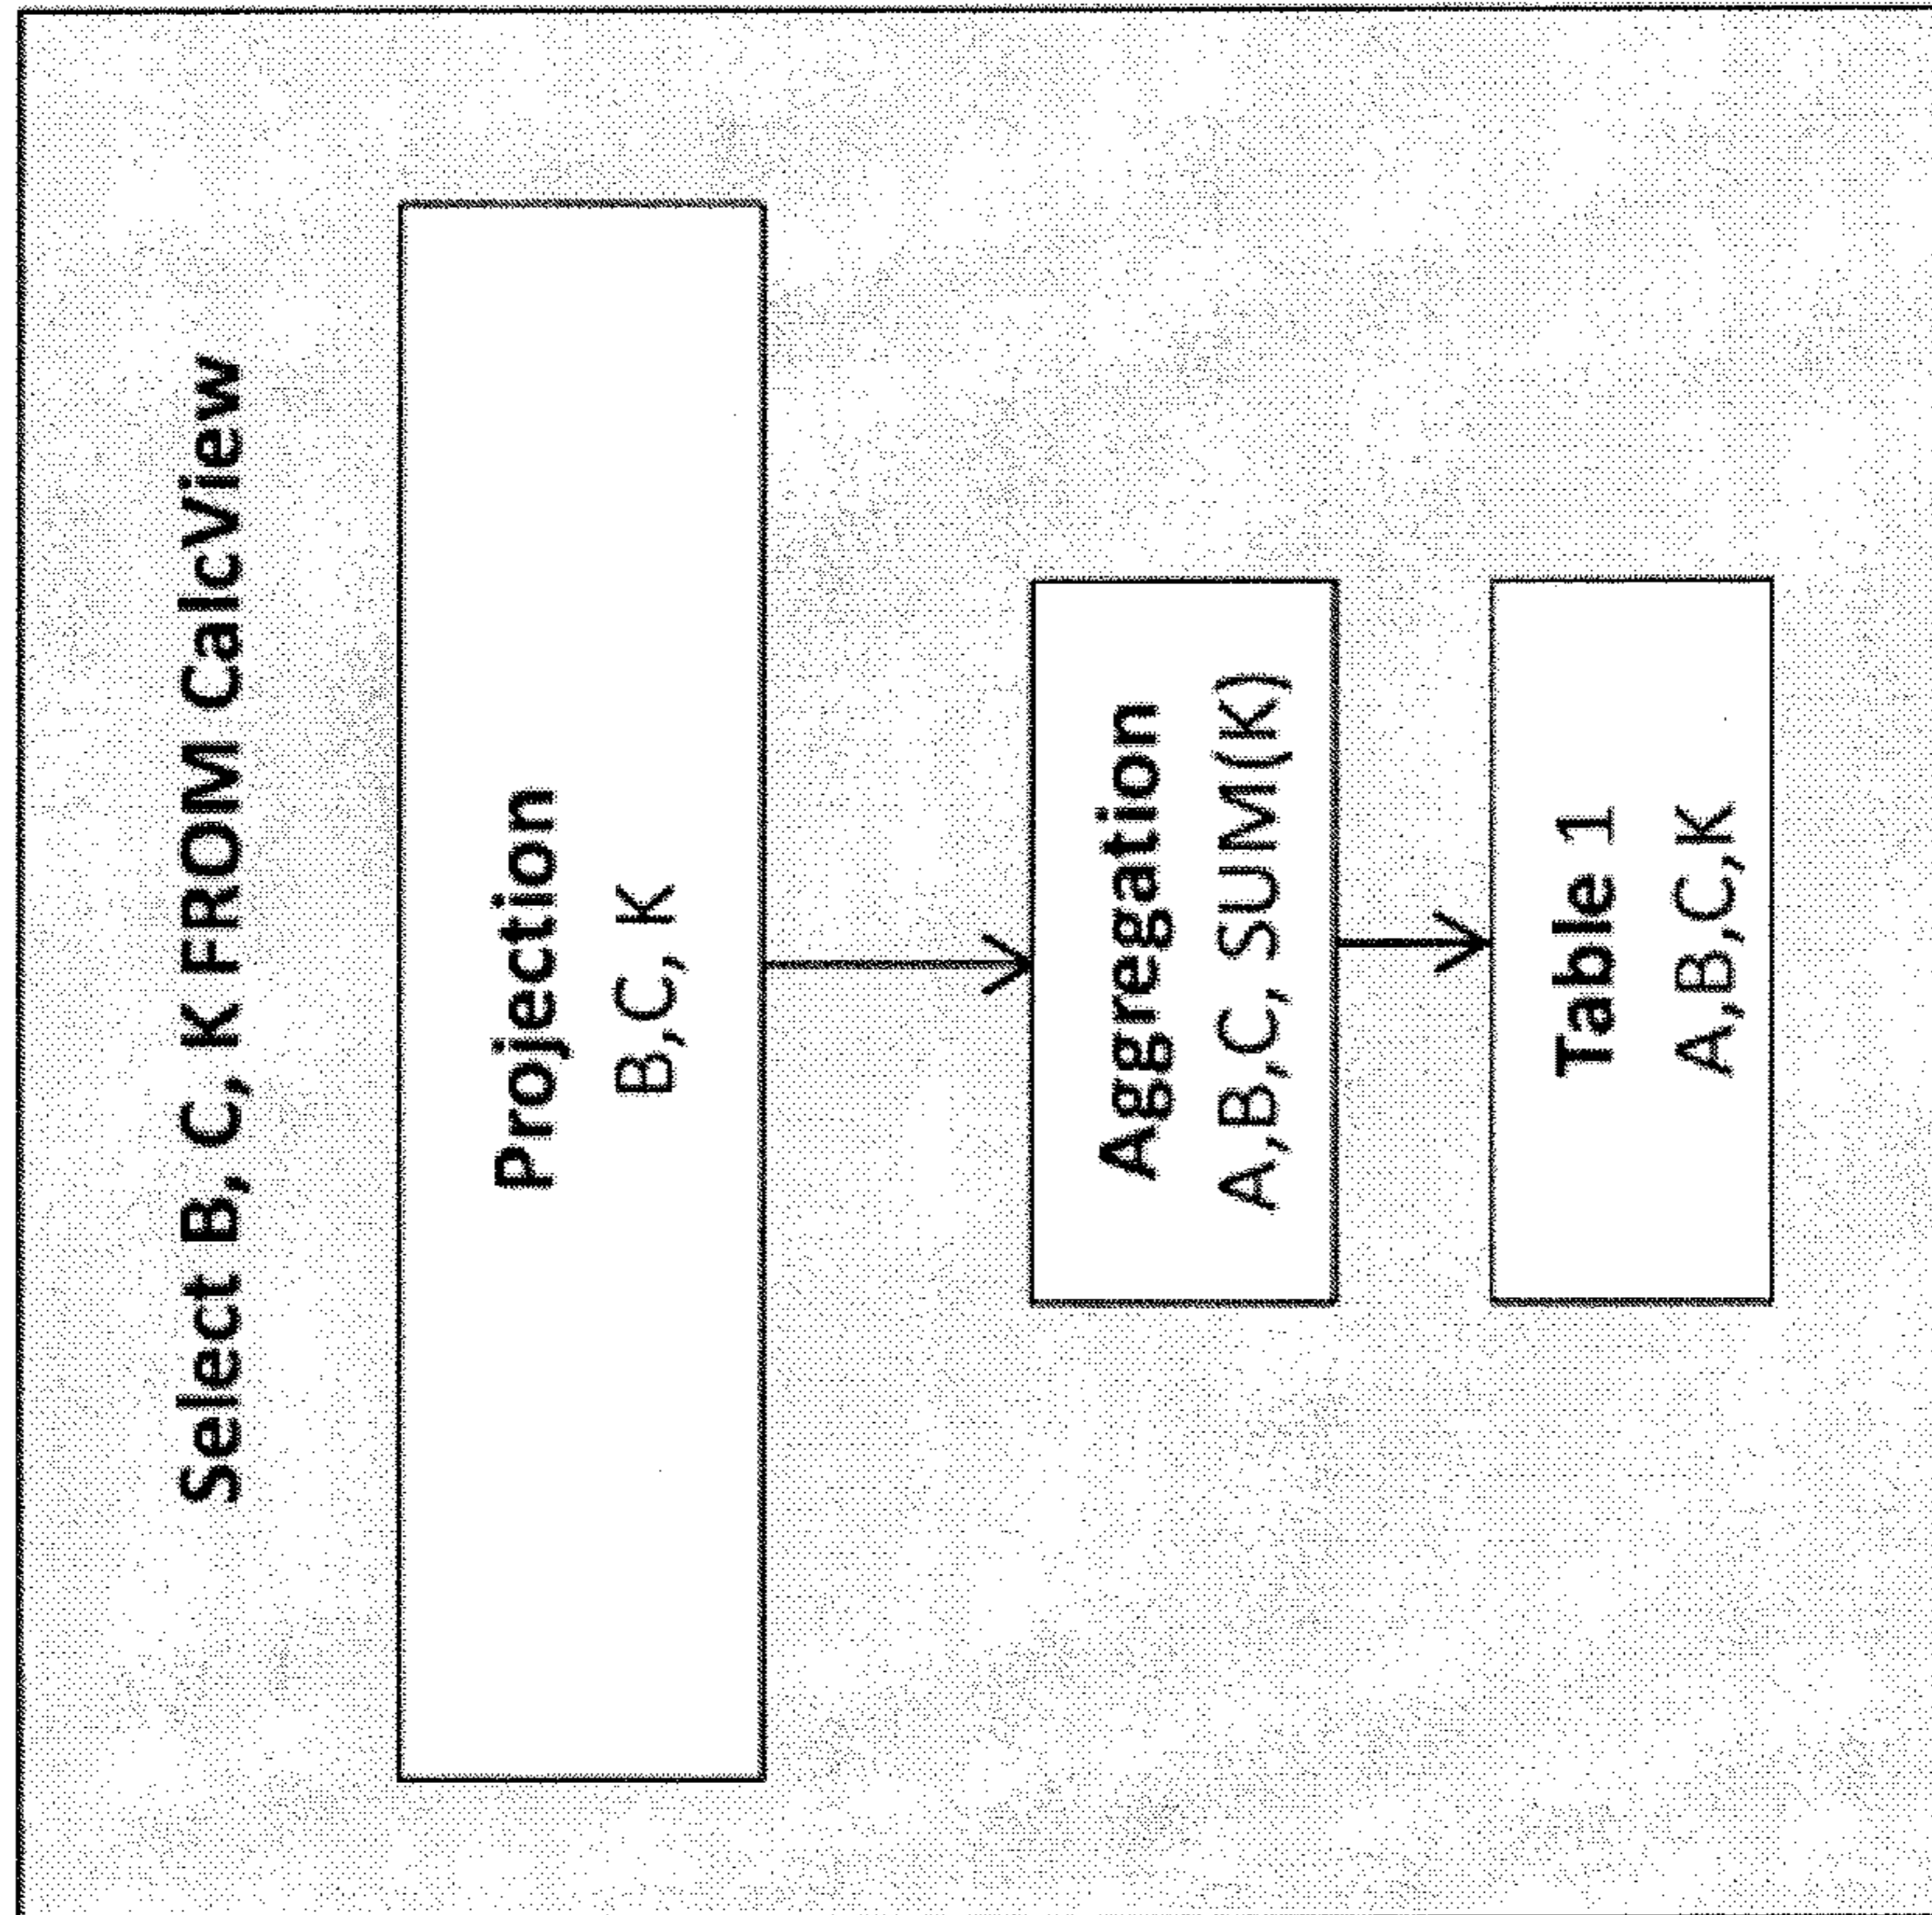 Select B, C, K FROM CalcView
Projection
B,C, K
Aggregation
A,B,C, SUM(K)
Table 1
A,B,C,K